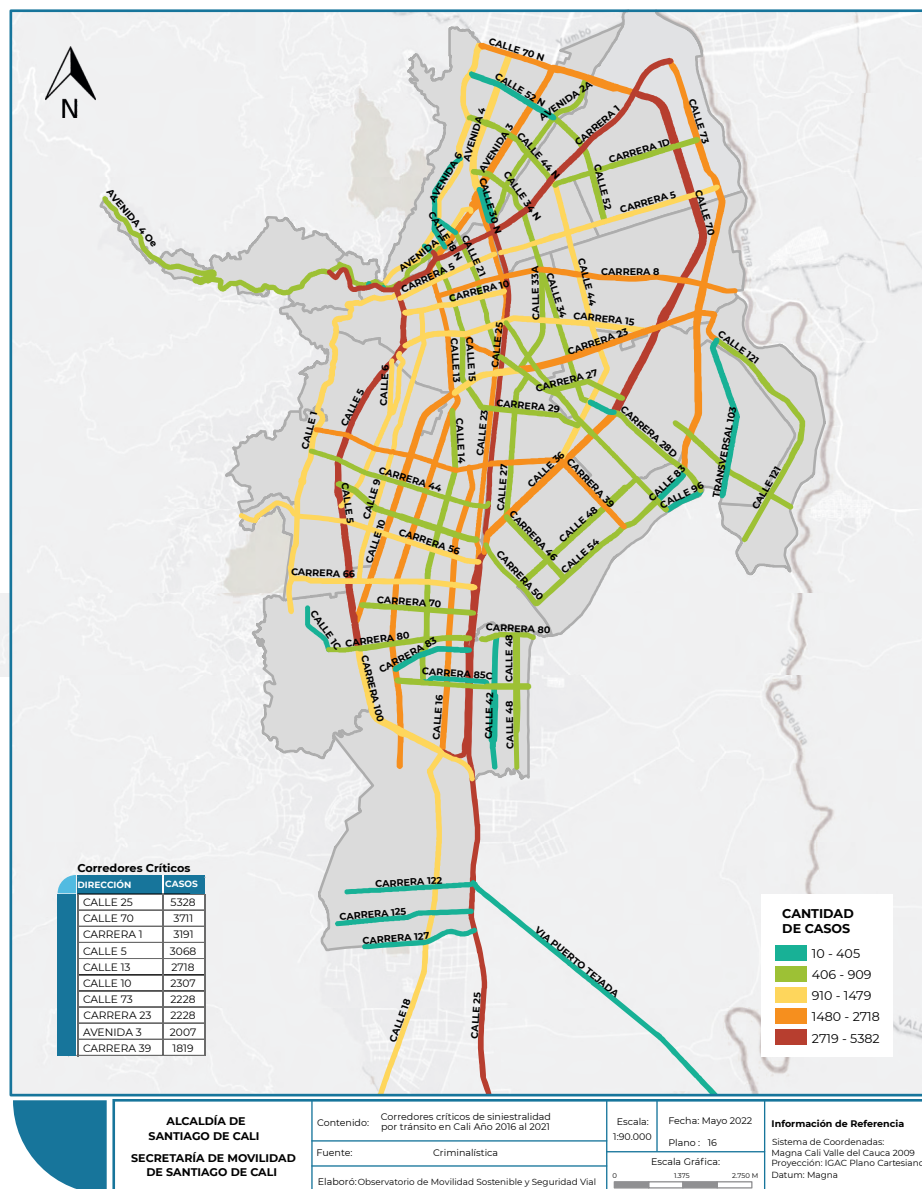 Yumbo
CALLE 70 N
CALLE 52 N
AVENIDA 2A
AVENIDA 4
AVENIDA 3
CARRERA 1
CALLE 73
CALLE 44 N
CARRERA 1D
AVENIDA 6
CALLE 52
CALLE 34 N
CALLE 30 N
CARRERA 5
CALLE 70
AVENIDA 4 Oe
CALLE 18 N
CALLE 21
Palmira
CARRERA 5
CARRERA 8
CARRERA 10
CALLE 33A
CALLE 34
CALLE 44
CARRERA 15
CALLE 25
CARRERA 23
CALLE 13
CALLE 15
CALLE 6
CALLE 121
CALLE 5
CARRERA 27
CALLE 1
CARRERA 29
CALLE 23
CALLE 14
CARRERA 28D
TRANSVERSAL 103
CALLE 36
CARRERA 39
CALLE 83
CALLE 96
CALLE 121
CARRERA 44
CALLE 9
CALLE 27
CALLE 5
CALLE 10
CALLE 48
CARRERA 46
CARRERA 56
CALLE 54
CARRERA 50
CARRERA 66
CARRERA 70
CALLE 1C
CARRERA 80
CARRERA 80
CARRERA 83
CALLE 48
Cali
Candelaria
CARRERA 85C
CARRERA 100
CALLE 16
CALLE 42
CALLE 48
CARRERA 122
CARRERA 125
CARRERA 127
VIA PUERTO TEJADA
CALLE 18
CALLE 25
N
Corredores Críticos
DIRECCIÓN CASOS
CALLE 25 5328
CALLE 70 3711
CARRERA 1 3191
CALLE 5 3068
CALLE 13 2718
CALLE 10 2307
CALLE 73 2228
CARRERA 23 2228
AVENIDA 3 2007
CARRERA 39 1819
CANTIDAD
DE CASOS
10 - 405
406 - 909
910 - 1479
1480 - 2718
2719 - 5382
ALCALDÍA DE
SANTIAGO DE CALI
SECRETARÍA DE MOVILIDAD
DE SANTIAGO DE CALI
Contenido: Corredores críticos de siniestralidad
por tránsito en Cali Año 2016 al 2021
Fuente: Criminalística
Elaboró:Observatorio de Movilidad Sostenible y Seguridad Vial
Escala:
1:90.000
Fecha: Mayo 2022
Plano : 16
Escala Gráfica:
0 1.375 2.750 M
Información de Referencia
Sistema de Coordenadas:
Magna Cali Valle del Cauca 2009
Proyección: IGAC Plano Cartesiano
Datum: Magna